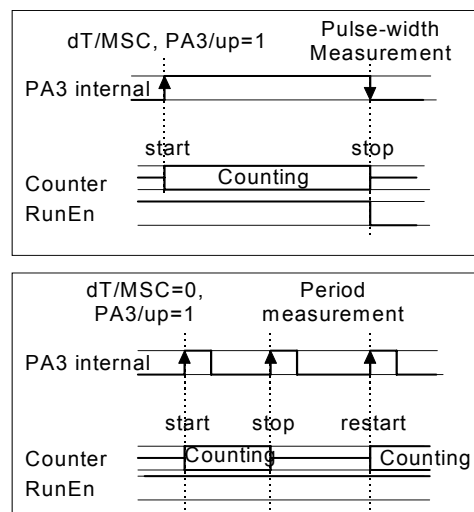 dT/MSC, PA3/up=1
Pulse-width
Measurement
PA3 internal
start
stop
Counter
Counting
RunEn
dT/MSC=0,
PA3/up=1
Period
measurement
PA3 internal
start
stop
restart
Counter
Counting
Counting
RunEn